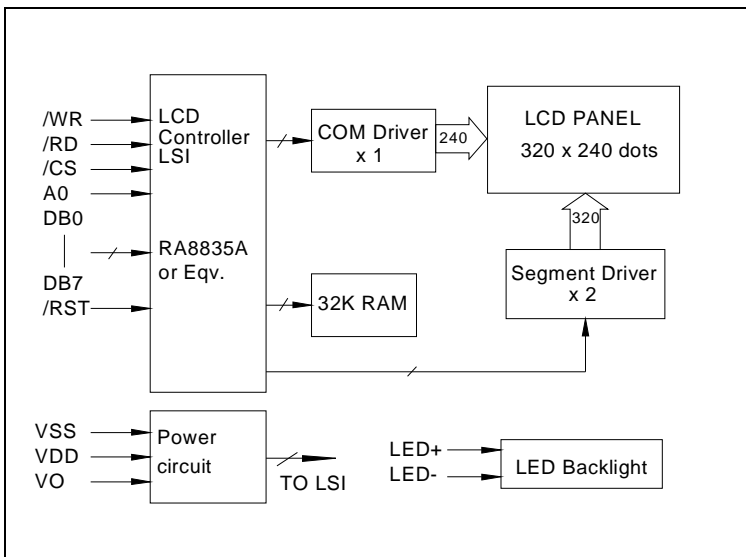 /WR
/RD
/CS
A0
DB0
DB7
/RST
LCD
Controller
LSI
RA8835A
or Eqv.
COM Driver
x 1
240
LCD PANEL
320 x 240 dots
320
Segment Driver
x 2
32K RAM
VSS
VDD
VO
Power
circuit
TO LSI
LED+
LED-
LED Backlight